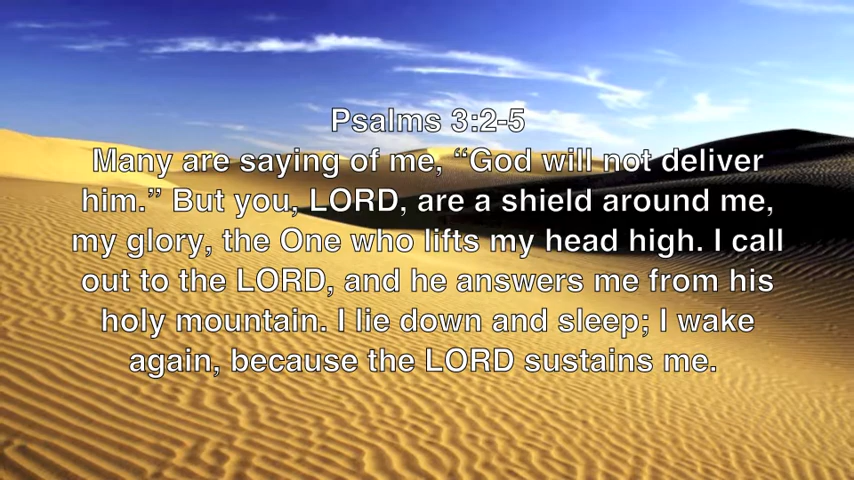 Psalms 3:2-5
Many are saying of me, “God will not deliver
him.” But you, LORD, are a shield around me,
my glory, the One who lifts my head high. I call
out to the LORD, and he answers me from his
holy mountain. I lie down and sleep; I wake
again, because the LORD sustains me.